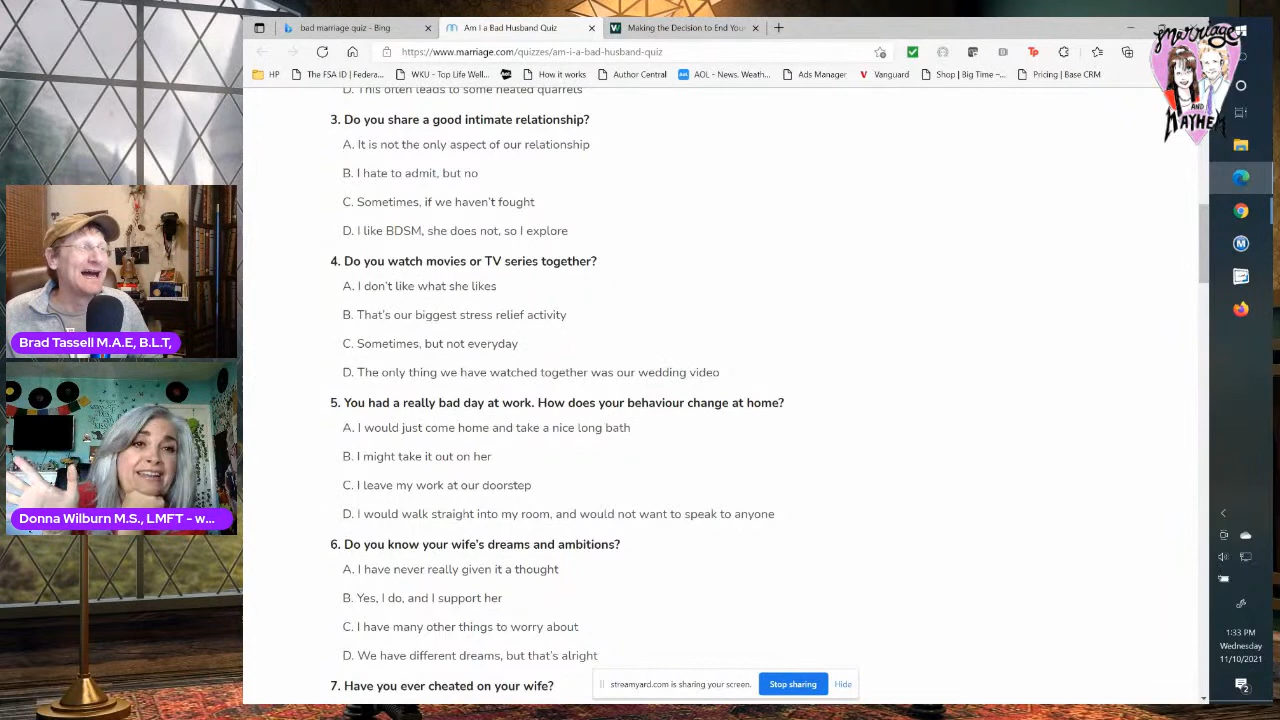 bad marriage quiz - Bing
Am i a Bad Husband Quiz
Making the Decision to End You
https://www.marriage.com/quizzes/am-i-a-bad-husband-quiz
HP
The FSA ID | Federa...
WKU - Top Life Well...
How it works
Author Central
AOL - News, Weath...
Ads Manager
Vanguard
Shop | Big Time –...
Pricing | Base CRM
Marriage
AND
MAYHEM
D. This often leads to some heated quarrels
3. Do you share a good intimate relationship?
A. It is not the only aspect of our relationship
B. I hate to admit, but no
C. Sometimes, if we haven't fought
D. I like BDSM, she does not, so I explore
4. Do you watch movies or TV series together?
A. I don't like what she likes
B. That's our biggest stress relief activity
C. Sometimes, but not everyday
D. The only thing we have watched together was our wedding video
5. You had a really bad day at work. How does your behaviour change at home?
A. I would just come home and take a nice long bath
B. I might take it out on her
C. I leave my work at our doorstep
D. I would walk straight into my room, and would not want to speak to anyone
6. Do you know your wife's dreams and ambitions?
A. I have never really given it a thought
B. Yes, I do, and I support her
C. I have many other things to worry about
D. We have different dreams, but that's alright
7. Have you ever cheated on your wife?
streamyard.com is sharing your screen.
Stop sharing
Hide
Brad Tassell M.A.E, B.L.T,
Donna Wilburn M.S., LMFT - w...
1:33 PM
Wednesday
11/10/2021
2